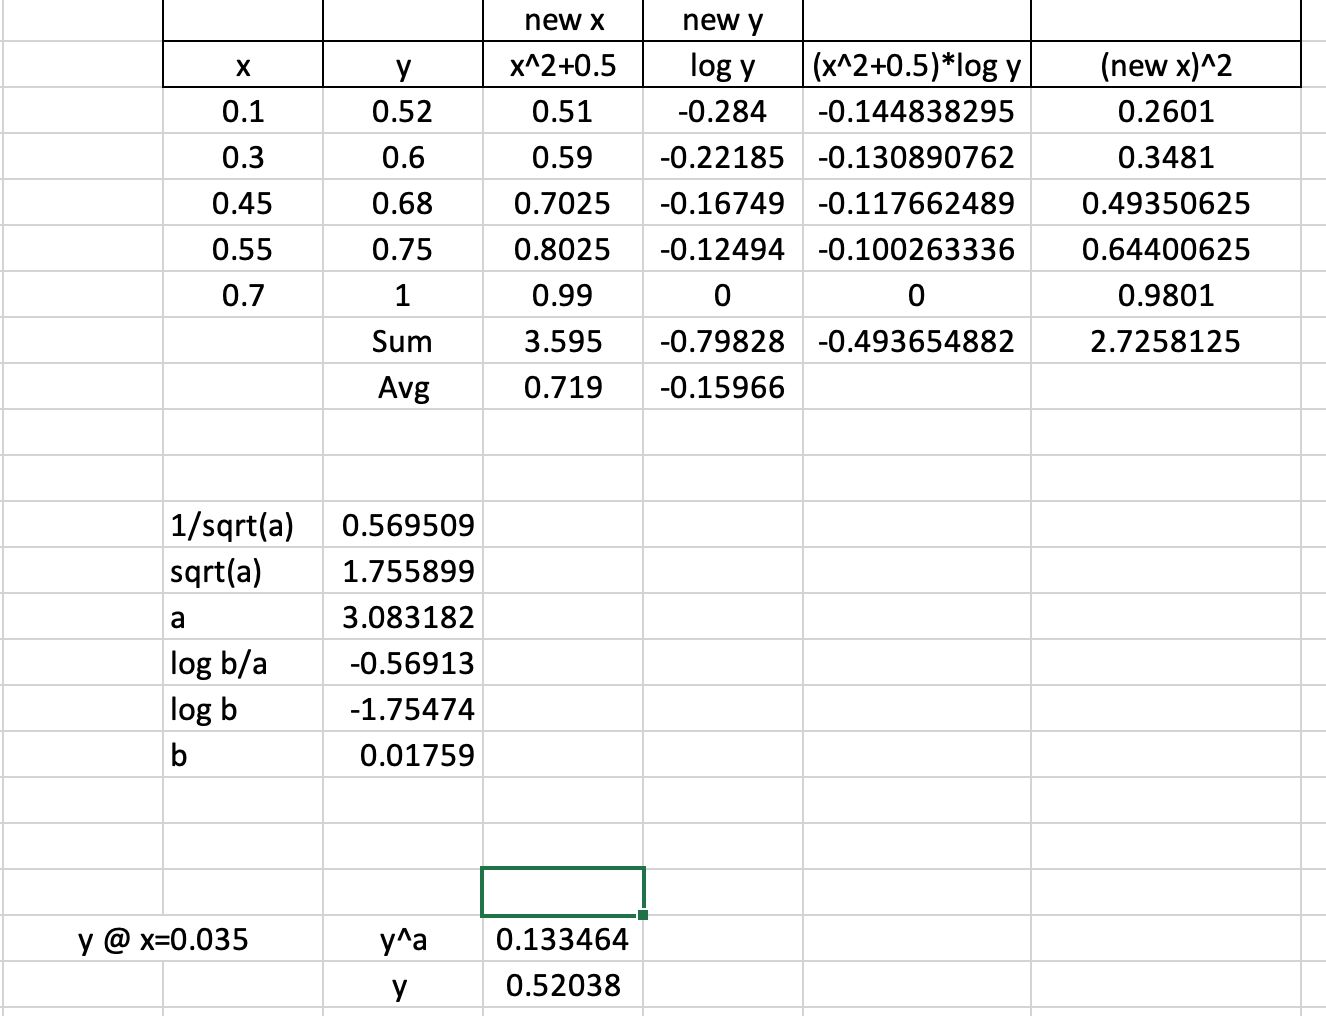 new x new y
x y x^2+0.5 log y (x^2+0.5)*log y (new x)^2
0.1 0.52 0.51 -0.284 -0.144838295 0.2601
0.3 0.6 0.59 -0.22185 -0.130890762 0.3481
0.45 0.68 0.7025 -0.16749 -0.117662489 0.49350625
0.55 0.75 0.8025 -0.12494 -0.100263336 0.64400625
0.7 1 0.99 0 0 0.9801
Sum 3.595 -0.79828 -0.493654882 2.7258125
Avg 0.719 -0.15966
1/sqrt(a) 0.569509
sqrt(a) 1.755899
a 3.083182
log b/a -0.56913
log b -1.75474
b 0.01759
y @ x=0.035 y^a 0.133464
y 0.52038